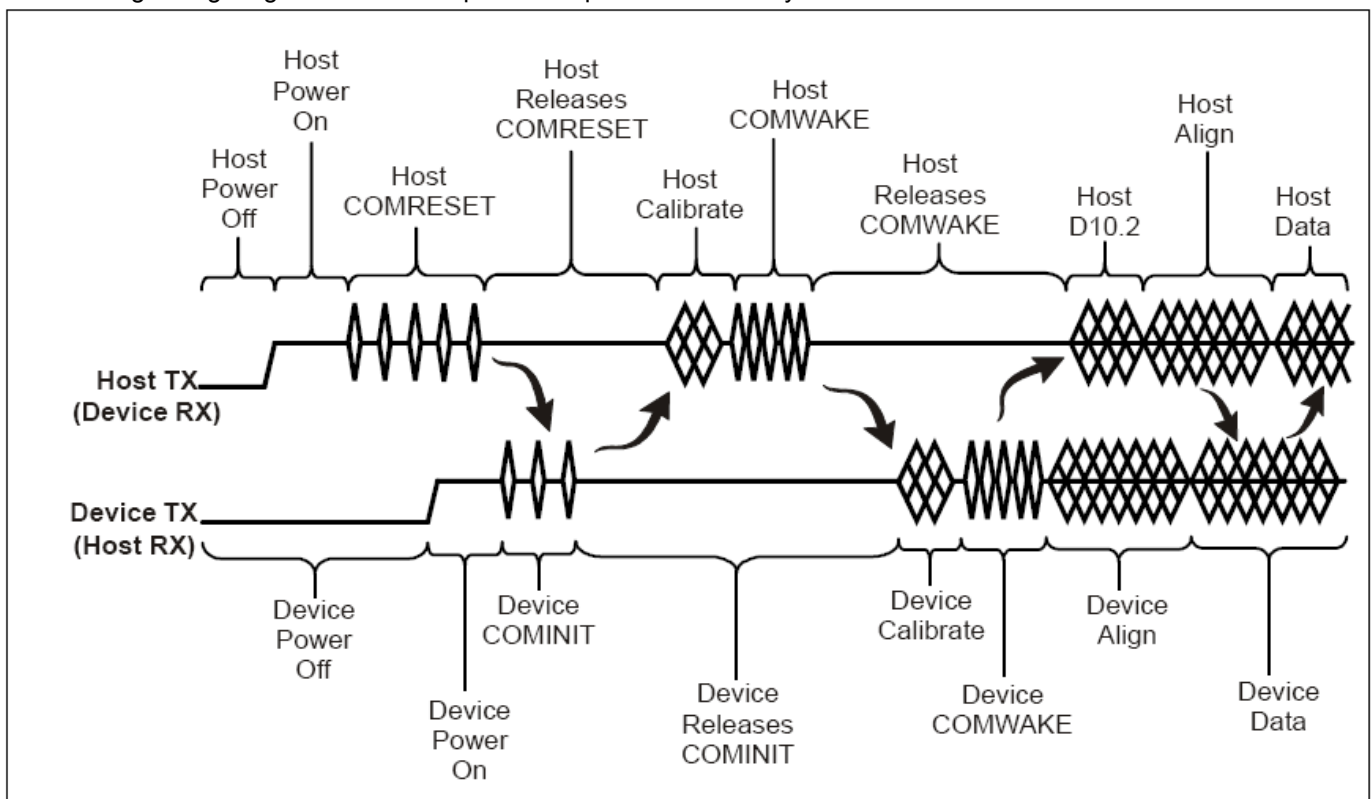 Host
Power
Off
Host
Power
On
Host
COMRESET
Host
Releases
COMRESET
Host
Calibrate
Host
COMWAKE
Host
Releases
COMWAKE
Host
D10.2
Host
Align
Host
Data
Host TX
(Device RX)
Device TX
(Host RX)
Device
Power
Off
Device
Power
On
Device
COMINIT
Device
Releases
COMINIT
Device
Calibrate
Device
COMWAKE
Device
Align
Device
Data